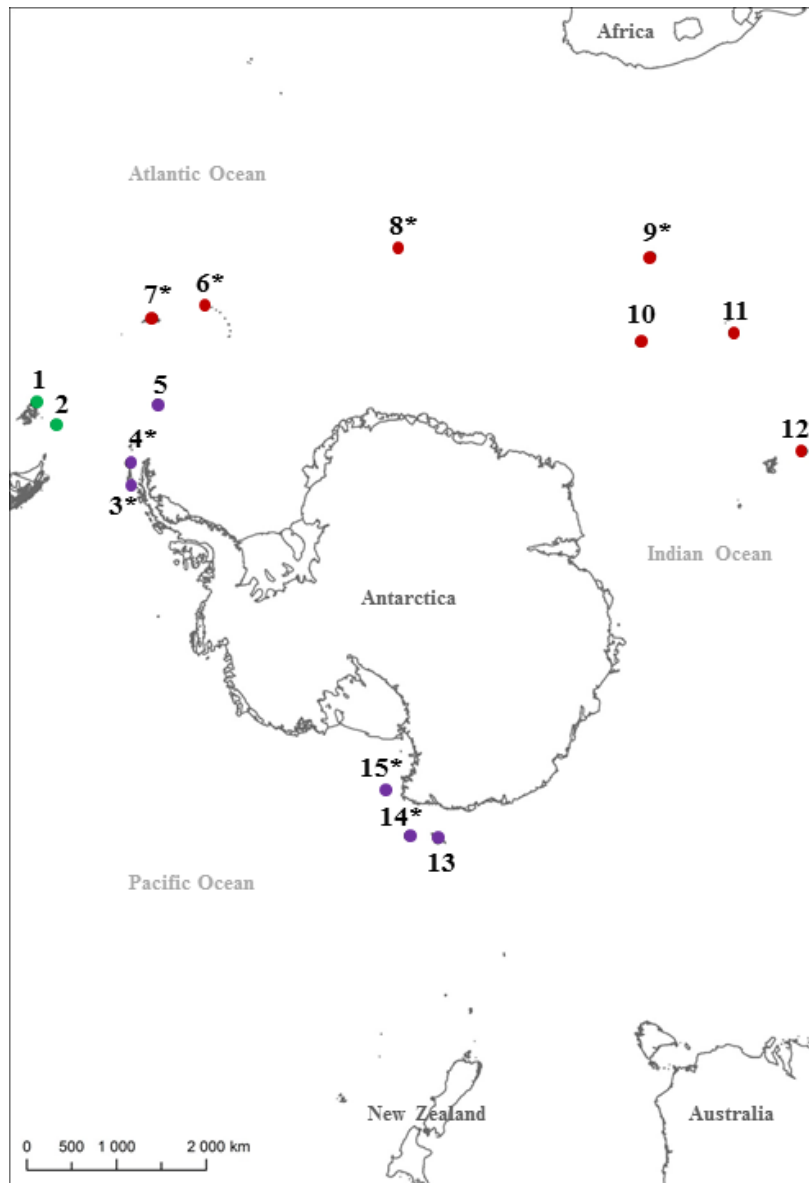 Africa
Atlantic Ocean
8*
9*
6*
7*
10
11
1
5
2
4*
12
3*
Indian Ocean
Antarctica
15*
14*
13
Pacific Ocean
New Zealand
Australia
0 500 1 000 2 000 km